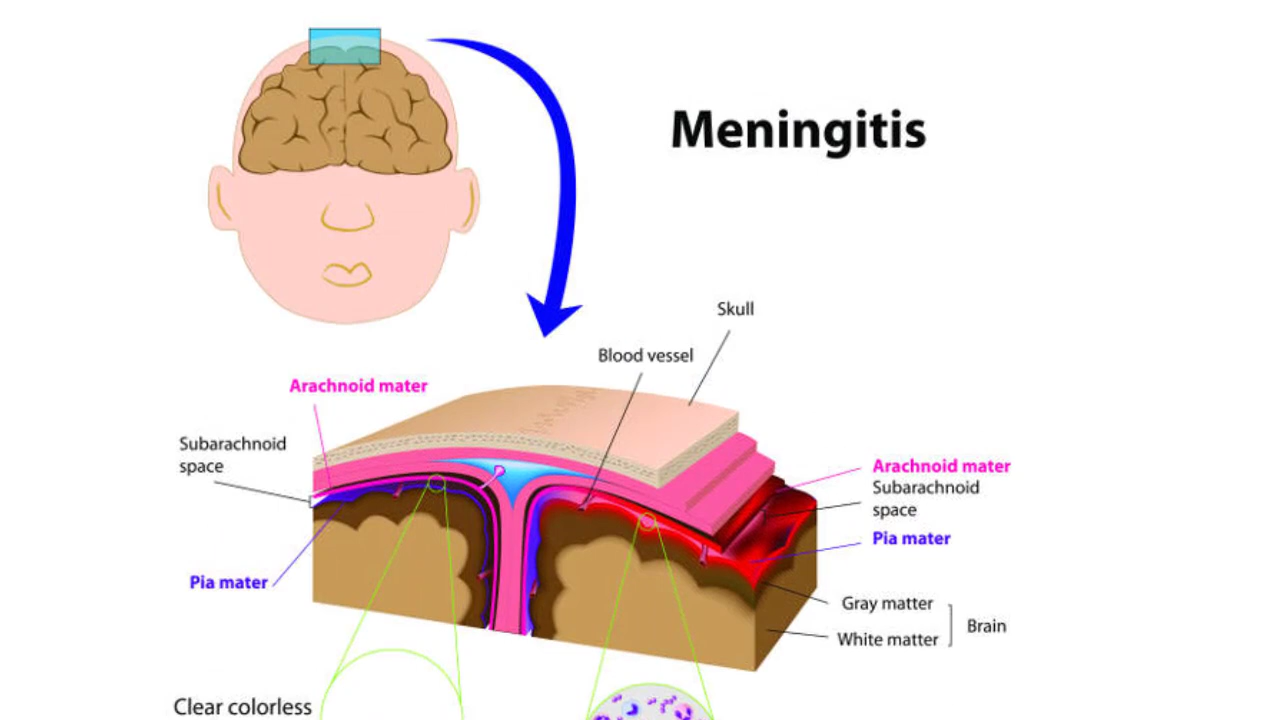 Meningitis
Skull
Blood vessel
Arachnoid mater
Subarachnoid
space
Pia mater
Arachnoid mater
Subarachnoid
space
Pia mater
Gray matter
White matter
Brain
Clear colorless